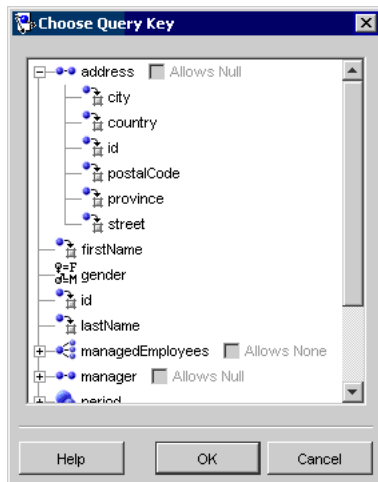 Choose Query Key
address Allows Null
city
country
id
postalCode
province
street
firstName
♀=F
♂=M gender
id
lastName
managedEmployees Allows None
manager Allows Null
period
Help OK Cancel